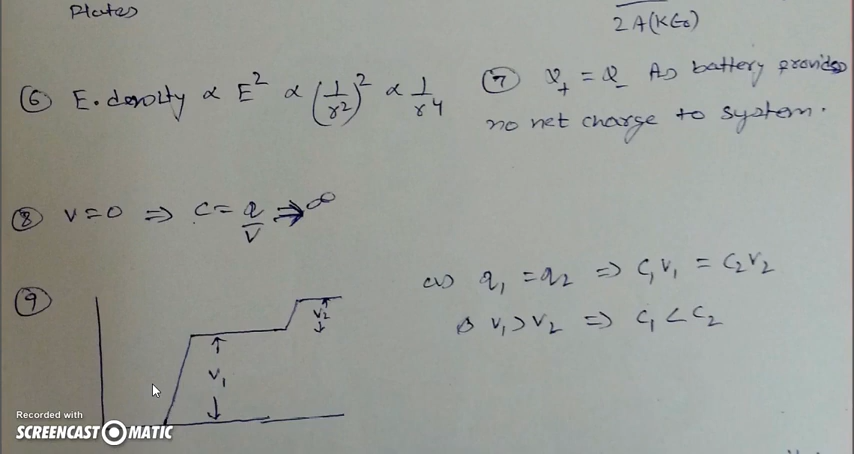 Plates
2A(Kε₀)
⑥ E. density ∝ E² ∝ (1/r²)² ∝ 1/r⁴
⑦ q₊ = q₋ As battery provides
no net charge to system.
⑧ V=0 ⇒ C = q/V ⇒ ∞
⑨
V₁
V₂
as q₁ = q₂ ⇒ C₁V₁ = C₂V₂
& V₁ > V₂ ⇒ C₁ < C₂
Recorded with
SCREENCAST-O-MATIC